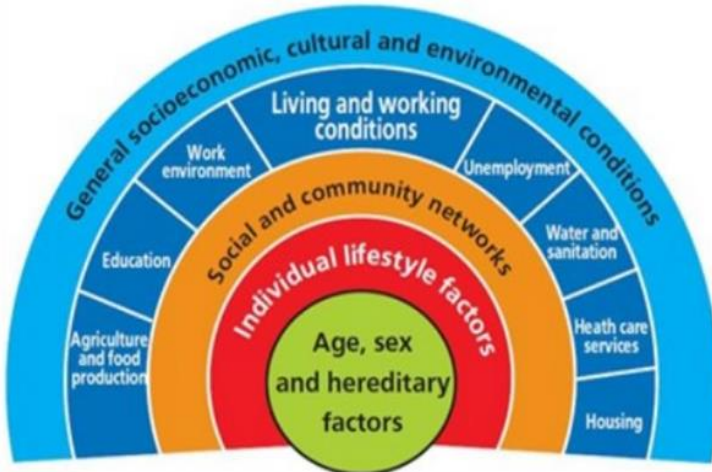 General socioeconomic, cultural and environmental conditions
Living and working
conditions
Work
environment
Unemployment
Education
Water and
sanitation
Agriculture
and food
production
Heath care
services
Housing
Social and community networks
Individual lifestyle factors
Age, sex
and hereditary
factors